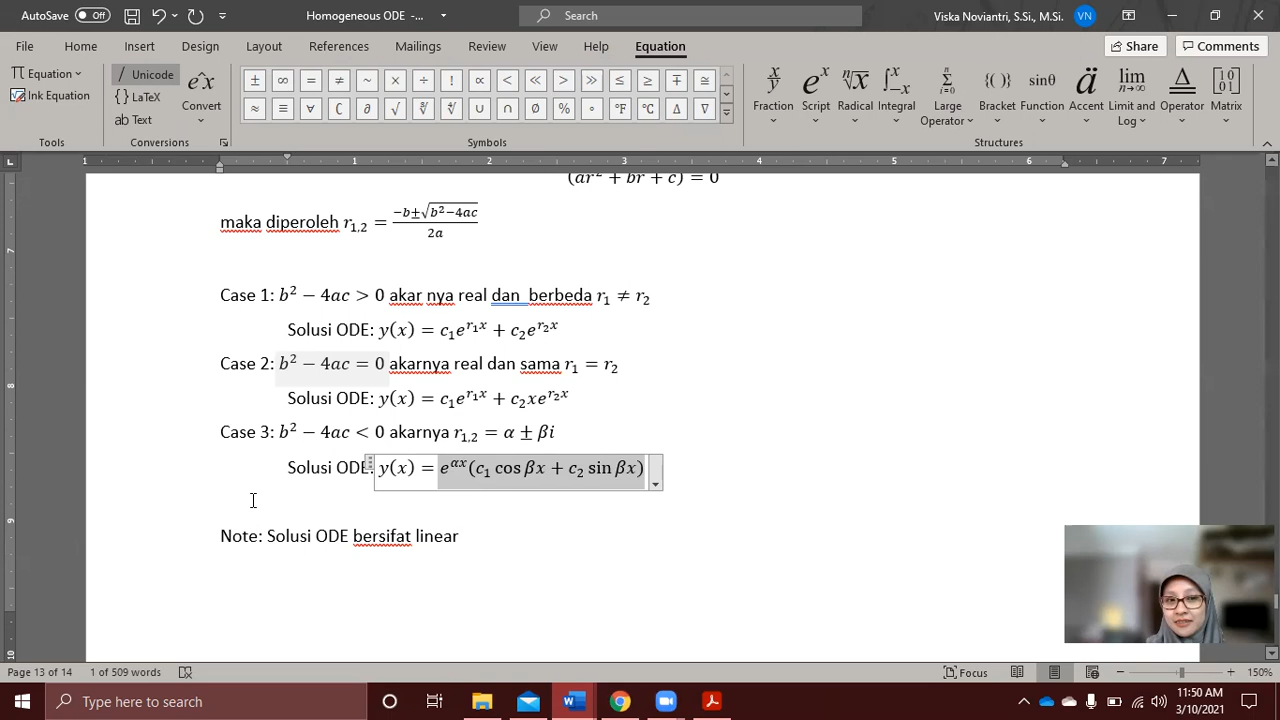 AutoSave Off Homogeneous ODE -... Search Viska Noviantri, S.Si., M.Si. VN
File Home Insert Design Layout References Mailings Review View Help Equation Share Comments
Equation Unicode
Ink Equation LaTeX Convert
abc Text
± ∞ = ≠ ~ × ÷ ! ∝ < ≪ > ≫ ≤ ≥ ∓ ≅
≈ ≡ ∀ ∁ ∂ √ ∛ ∜ ∪ ∩ ∅ % ° °F °C ∆ ∇
Fraction Script Radical Integral Large Operator Bracket Function Accent Limit and Log Operator Matrix
Tools Conversions Symbols Structures
(ar² + br + c) = 0
maka diperoleh r₁,₂ = (−b±√(b²−4ac))/2a
Case 1: b² − 4ac > 0 akar nya real dan berbeda r₁ ≠ r₂
Solusi ODE: y(x) = c₁e^{r₁x} + c₂e^{r₂x}
Case 2: b² − 4ac = 0 akarnya real dan sama r₁ = r₂
Solusi ODE: y(x) = c₁e^{r₁x} + c₂xe^{r₂x}
Case 3: b² − 4ac < 0 akarnya r₁,₂ = α ± βi
Solusi ODE: y(x) = e^{αx}(c₁ cos βx + c₂ sin βx)
Note: Solusi ODE bersifat linear
Page 13 of 14 1 of 509 words Focus 150%
Type here to search 11:50 AM
3/10/2021